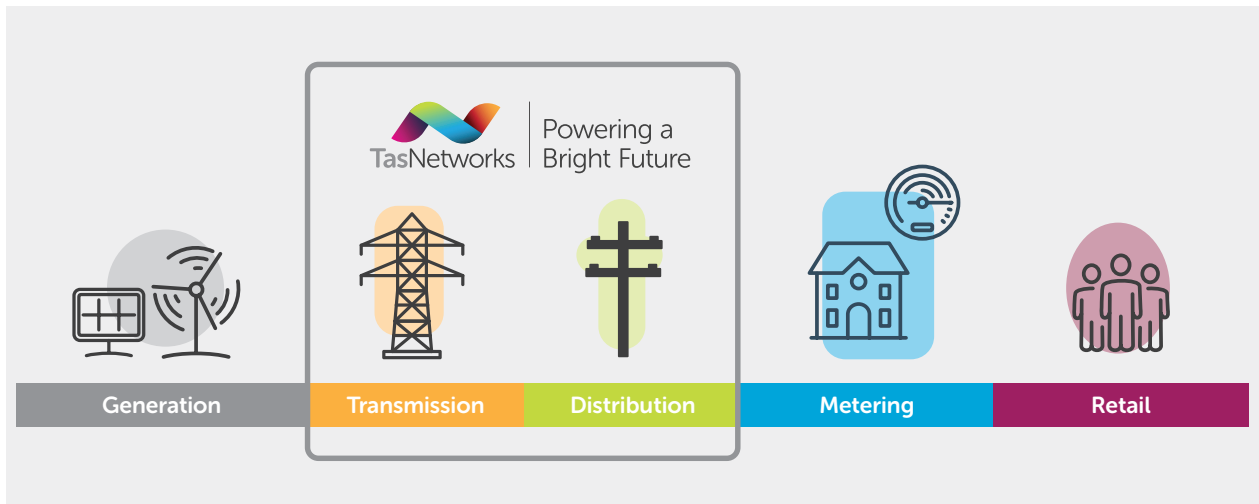 TasNetworks
Powering a
Bright Future
Generation
Transmission
Distribution
Metering
Retail